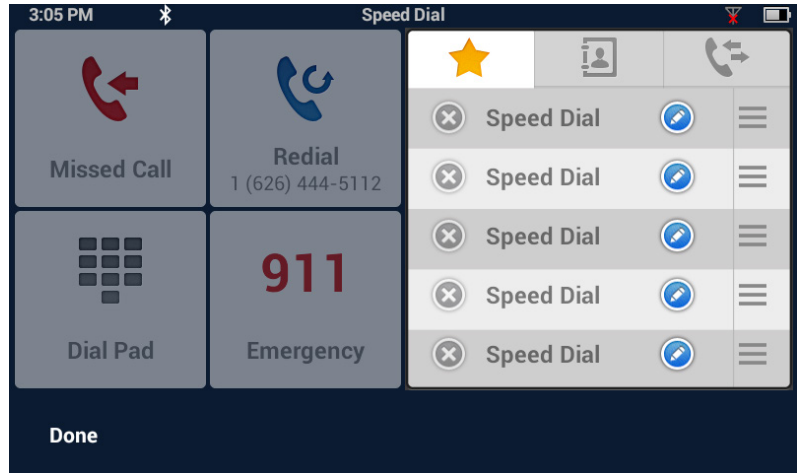 3:05 PM
Speed Dial
Missed Call
Redial
1 (626) 444-5112
Dial Pad
911
Emergency
Speed Dial
Speed Dial
Speed Dial
Speed Dial
Speed Dial
Done